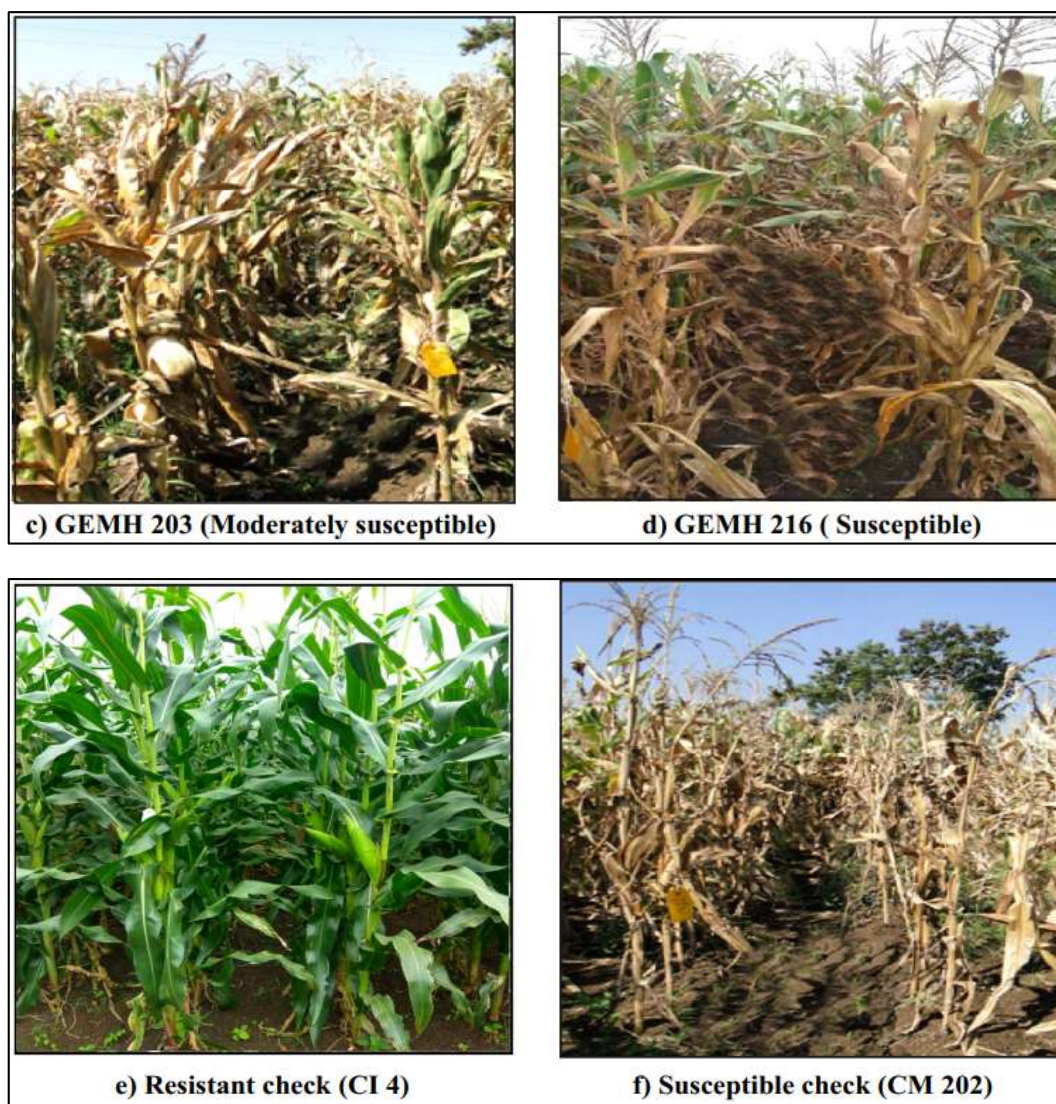 c) GEMH 203 (Moderately susceptible)
d) GEMH 216 ( Susceptible)
e) Resistant check (CI 4)
f) Susceptible check (CM 202)